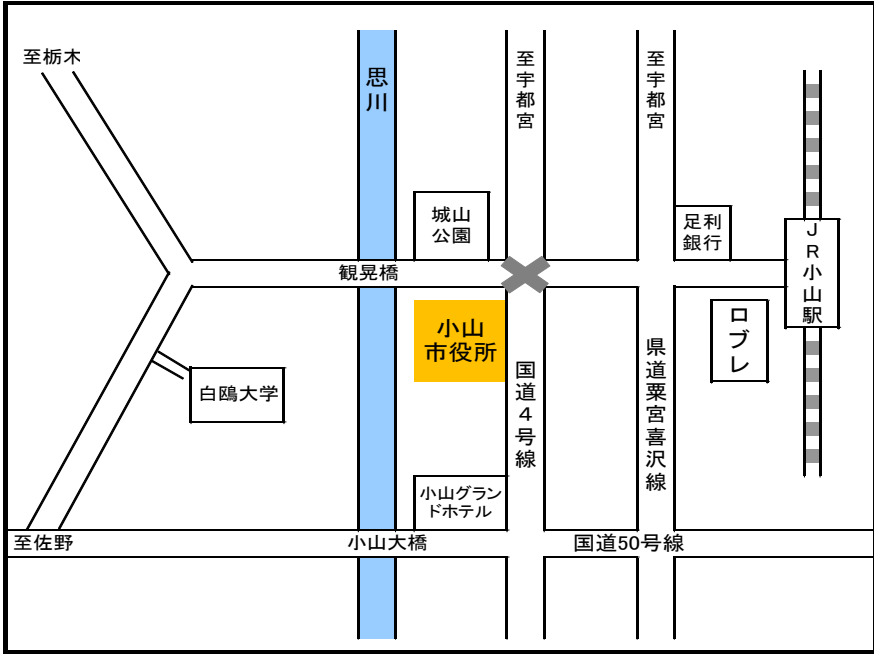 至栃木
思川
至宇都宮
至宇都宮
城山
公園
足利
銀行
JR小山駅
観晃橋
小山
市役所
ロブレ
国道4号線
県道粟宮喜沢線
白鴎大学
小山グラン
ドホテル
至佐野
小山大橋
国道50号線